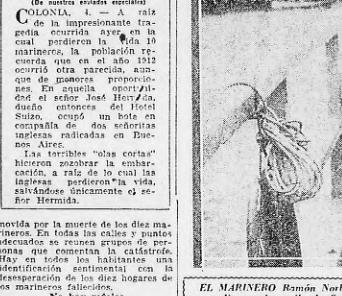 (De nuestros enviados especiales)
COLONIA, 4. — A raíz
de la impresionante tra-
gedia ocurrida ayer, en la
cual perdieron la vida 10
marineros, la población re-
cuerda que en el año 1912
ocurrió otra parecida, aun-
que de menores proporcio-
nes. En aquella oportuni-
dad el señor José Hermida,
dueño entonces del Hotel
Suizo, ocupó un bote en
compañía de dos señoritas
inglesas radicadas en Bue-
nos Aires.
Las terribles "olas cortas"
hicieron zozobrar la embar-
cación, a raíz de lo cual las
inglesas perdieron la vida,
salvándose únicamente el se-
ñor Hermida.
movida por la muerte de los diez ma-
rineros. En todas las calles y puntos
adecuados se reunen grupos de per-
sonas que comentan la catástrofe.
Hay en todos los habitantes una
identificación sentimental con la
desesperación de los diez hogares de
os marineros fallecidos.
EL MARINERO Ramón Norb